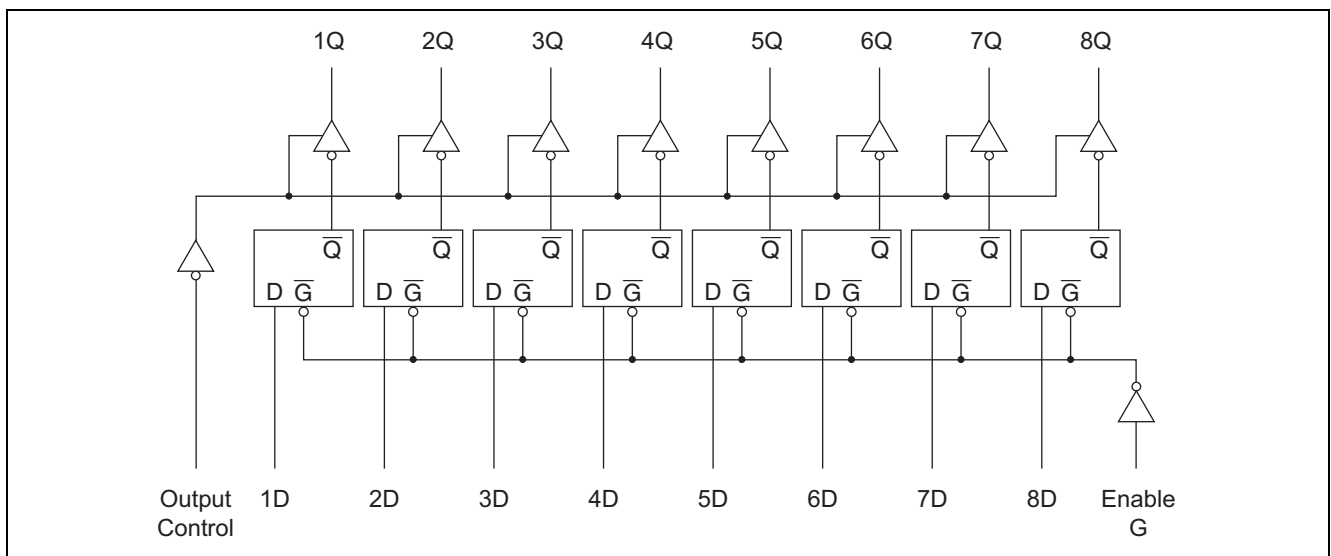 1Q 2Q 3Q 4Q 5Q 6Q 7Q 8Q
Q̅ Q̅ Q̅ Q̅ Q̅ Q̅ Q̅ Q̅
D G̅ D G̅ D G̅ D G̅ D G̅ D G̅ D G̅ D G̅
Output 1D 2D 3D 4D 5D 6D 7D 8D Enable
Control G